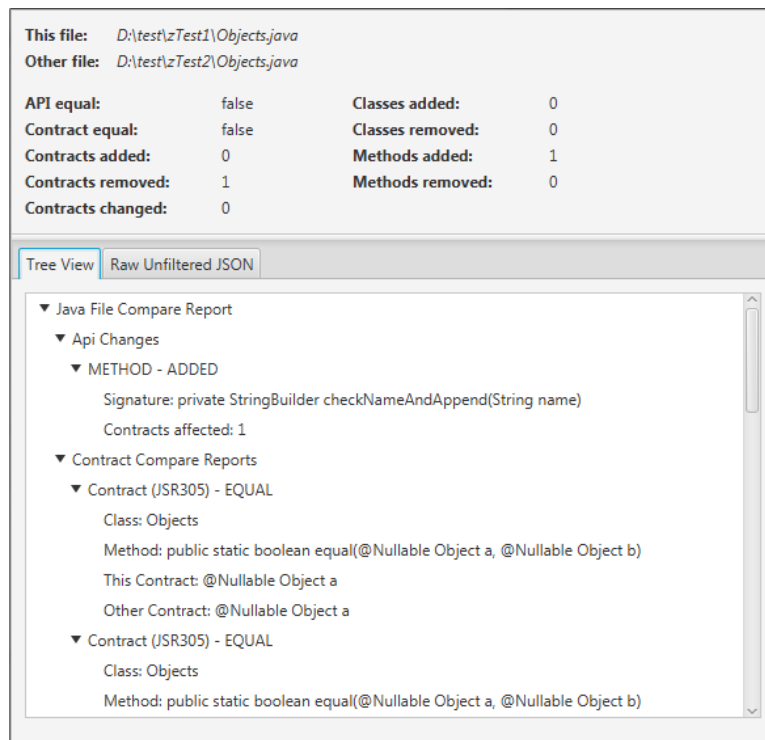 This file: D:\test\zTest1\Objects.java
Other file: D:\test\zTest2\Objects.java
API equal: false Classes added: 0
Contract equal: false Classes removed: 0
Contracts added: 0 Methods added: 1
Contracts removed: 1 Methods removed: 0
Contracts changed: 0
Tree View Raw Unfiltered JSON
Java File Compare Report
Api Changes
METHOD - ADDED
Signature: private StringBuilder checkNameAndAppend(String name)
Contracts affected: 1
Contract Compare Reports
Contract (JSR305) - EQUAL
Class: Objects
Method: public static boolean equal(@Nullable Object a, @Nullable Object b)
This Contract: @Nullable Object a
Other Contract: @Nullable Object a
Contract (JSR305) - EQUAL
Class: Objects
Method: public static boolean equal(@Nullable Object a, @Nullable Object b)